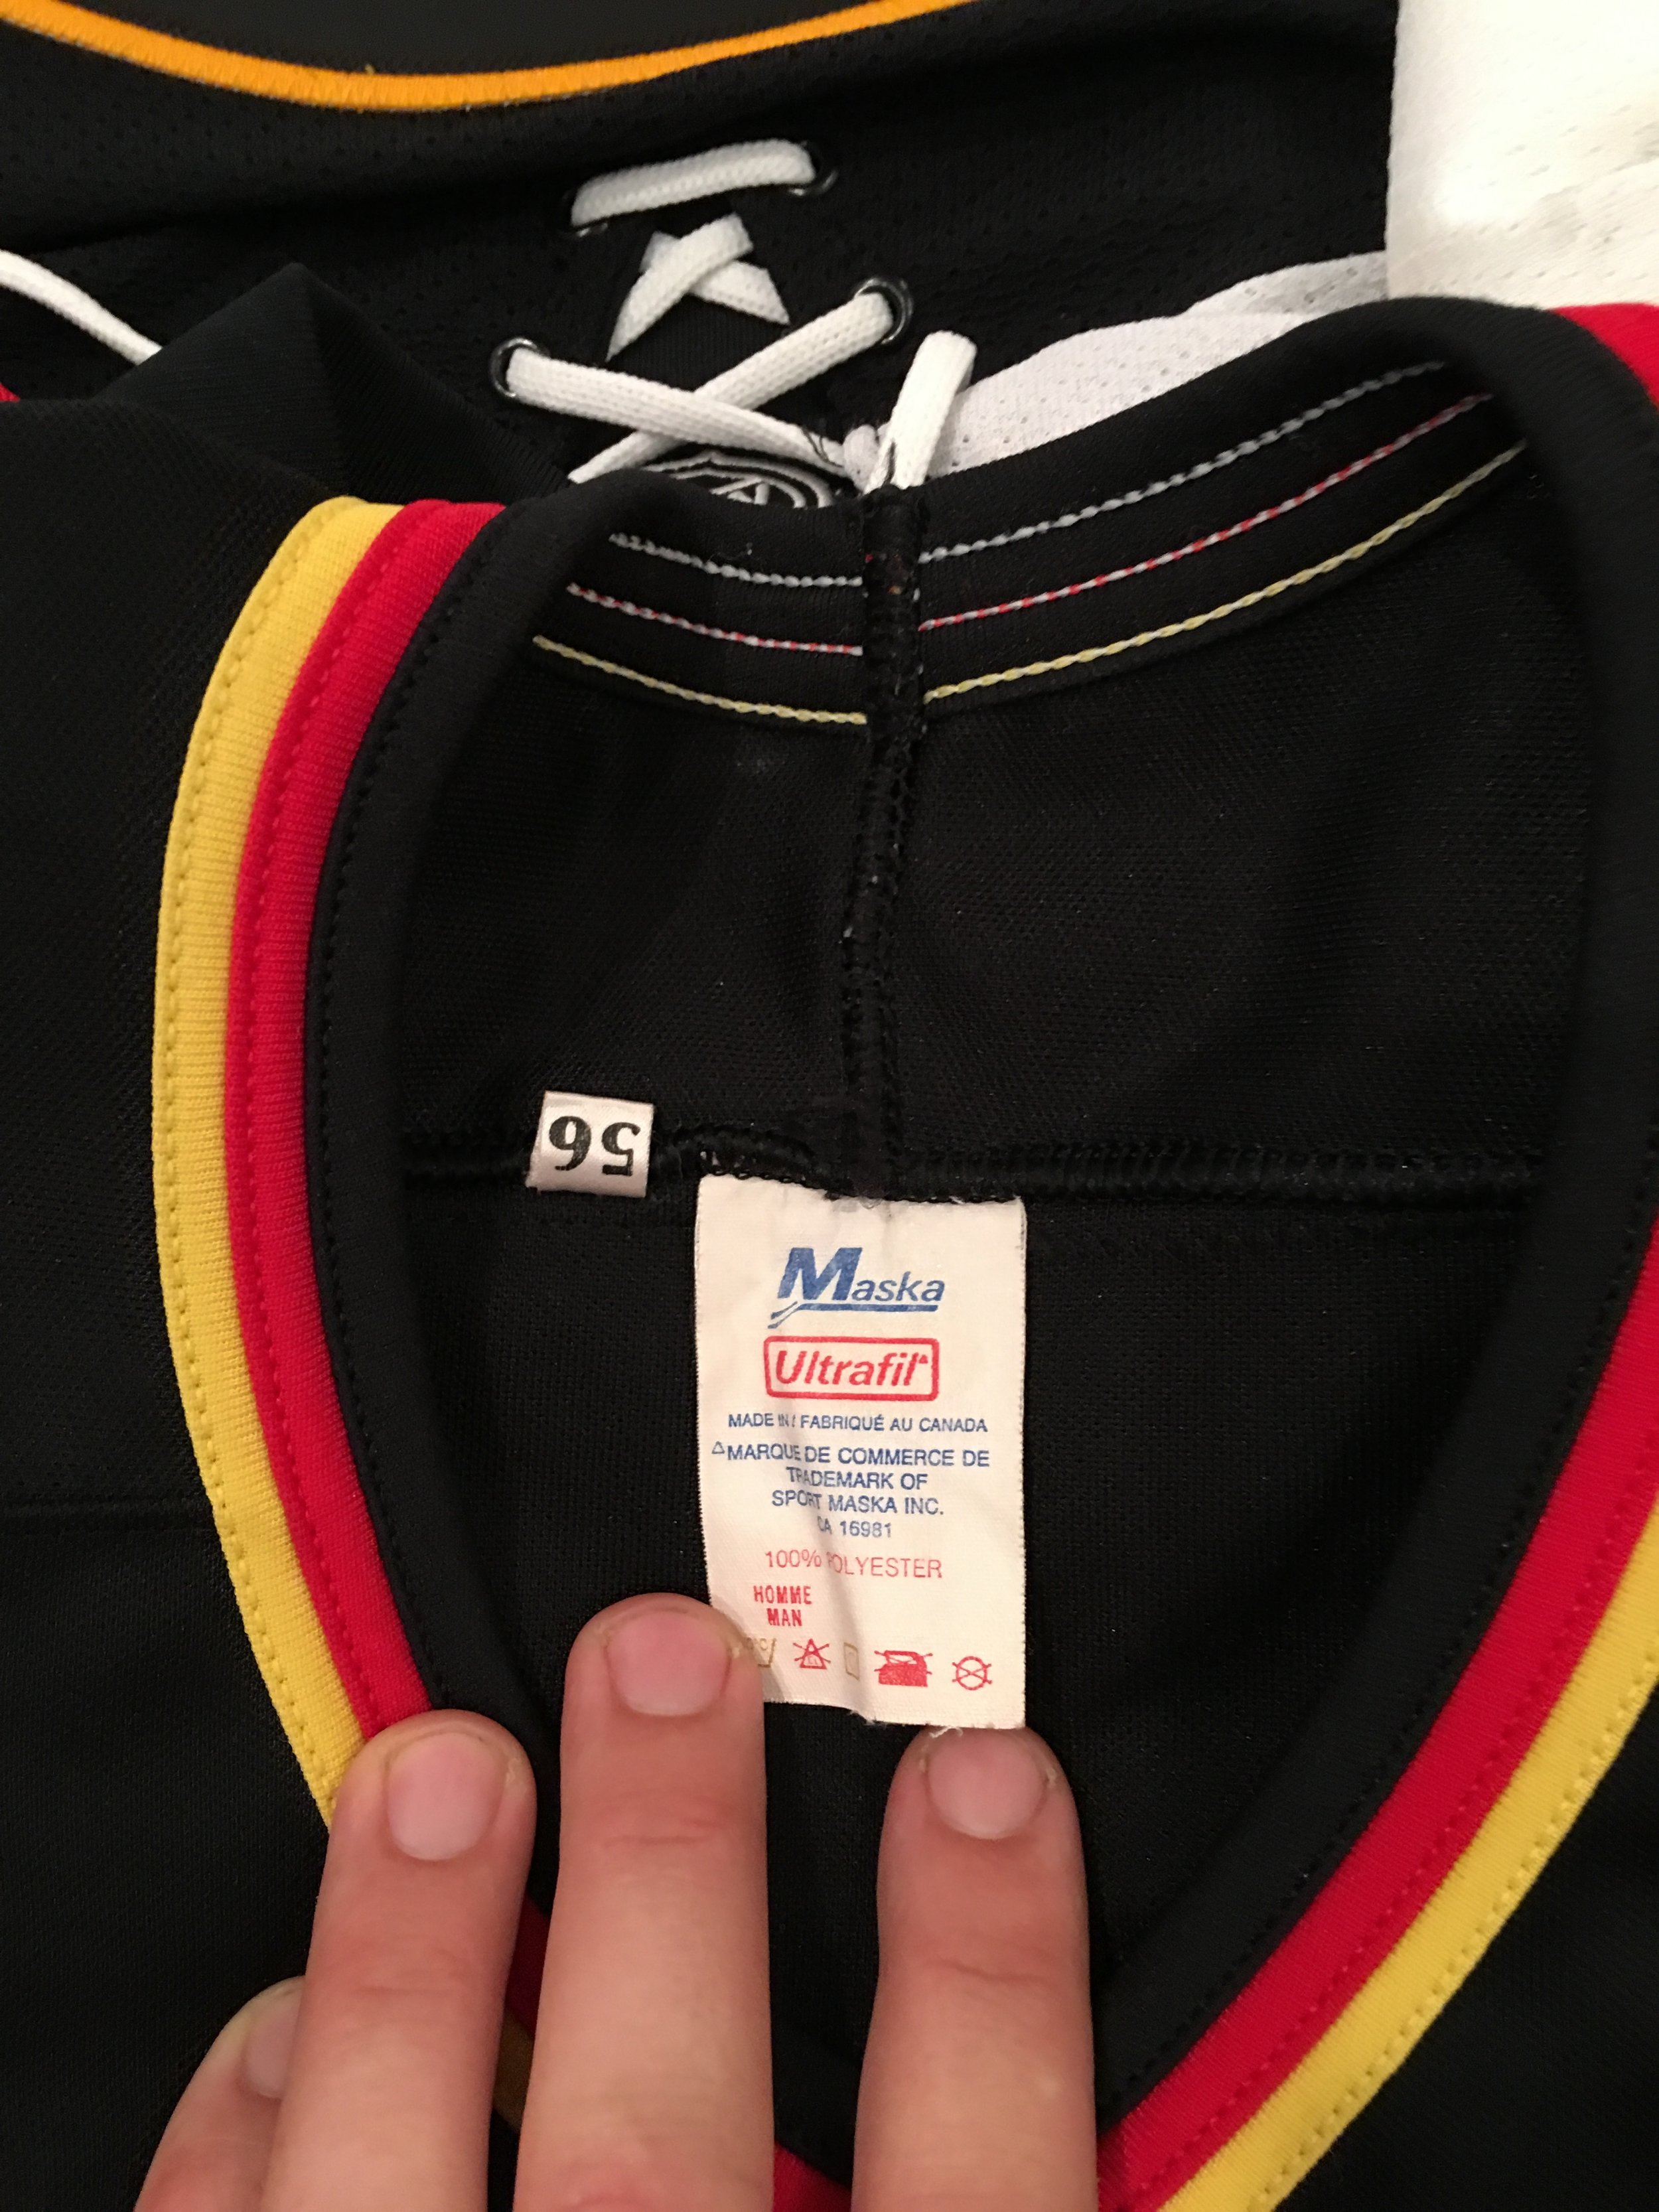 56
Maska
Ultrafil
MADE IN / FABRIQUÉ AU CANADA
△MARQUE DE COMMERCE DE
TRADEMARK OF
SPORT MASKA INC.
CA 16981
100% POLYESTER
HOMME
MAN